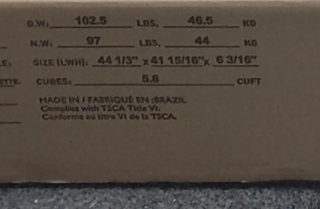 G.W: 102.5 LBS, 46.5 KG
N.W: 97 LBS, 44 KG
E: SIZE (LWH): 44 1/3" x 41 15/16" x 6 3/16"
ETTE. CUBES: 5.8 CUFT
MADE IN / FABRIQUÉ EN : BRAZIL
Complies with TSCA Title VI.
Conforme au titre VI de la TSCA.